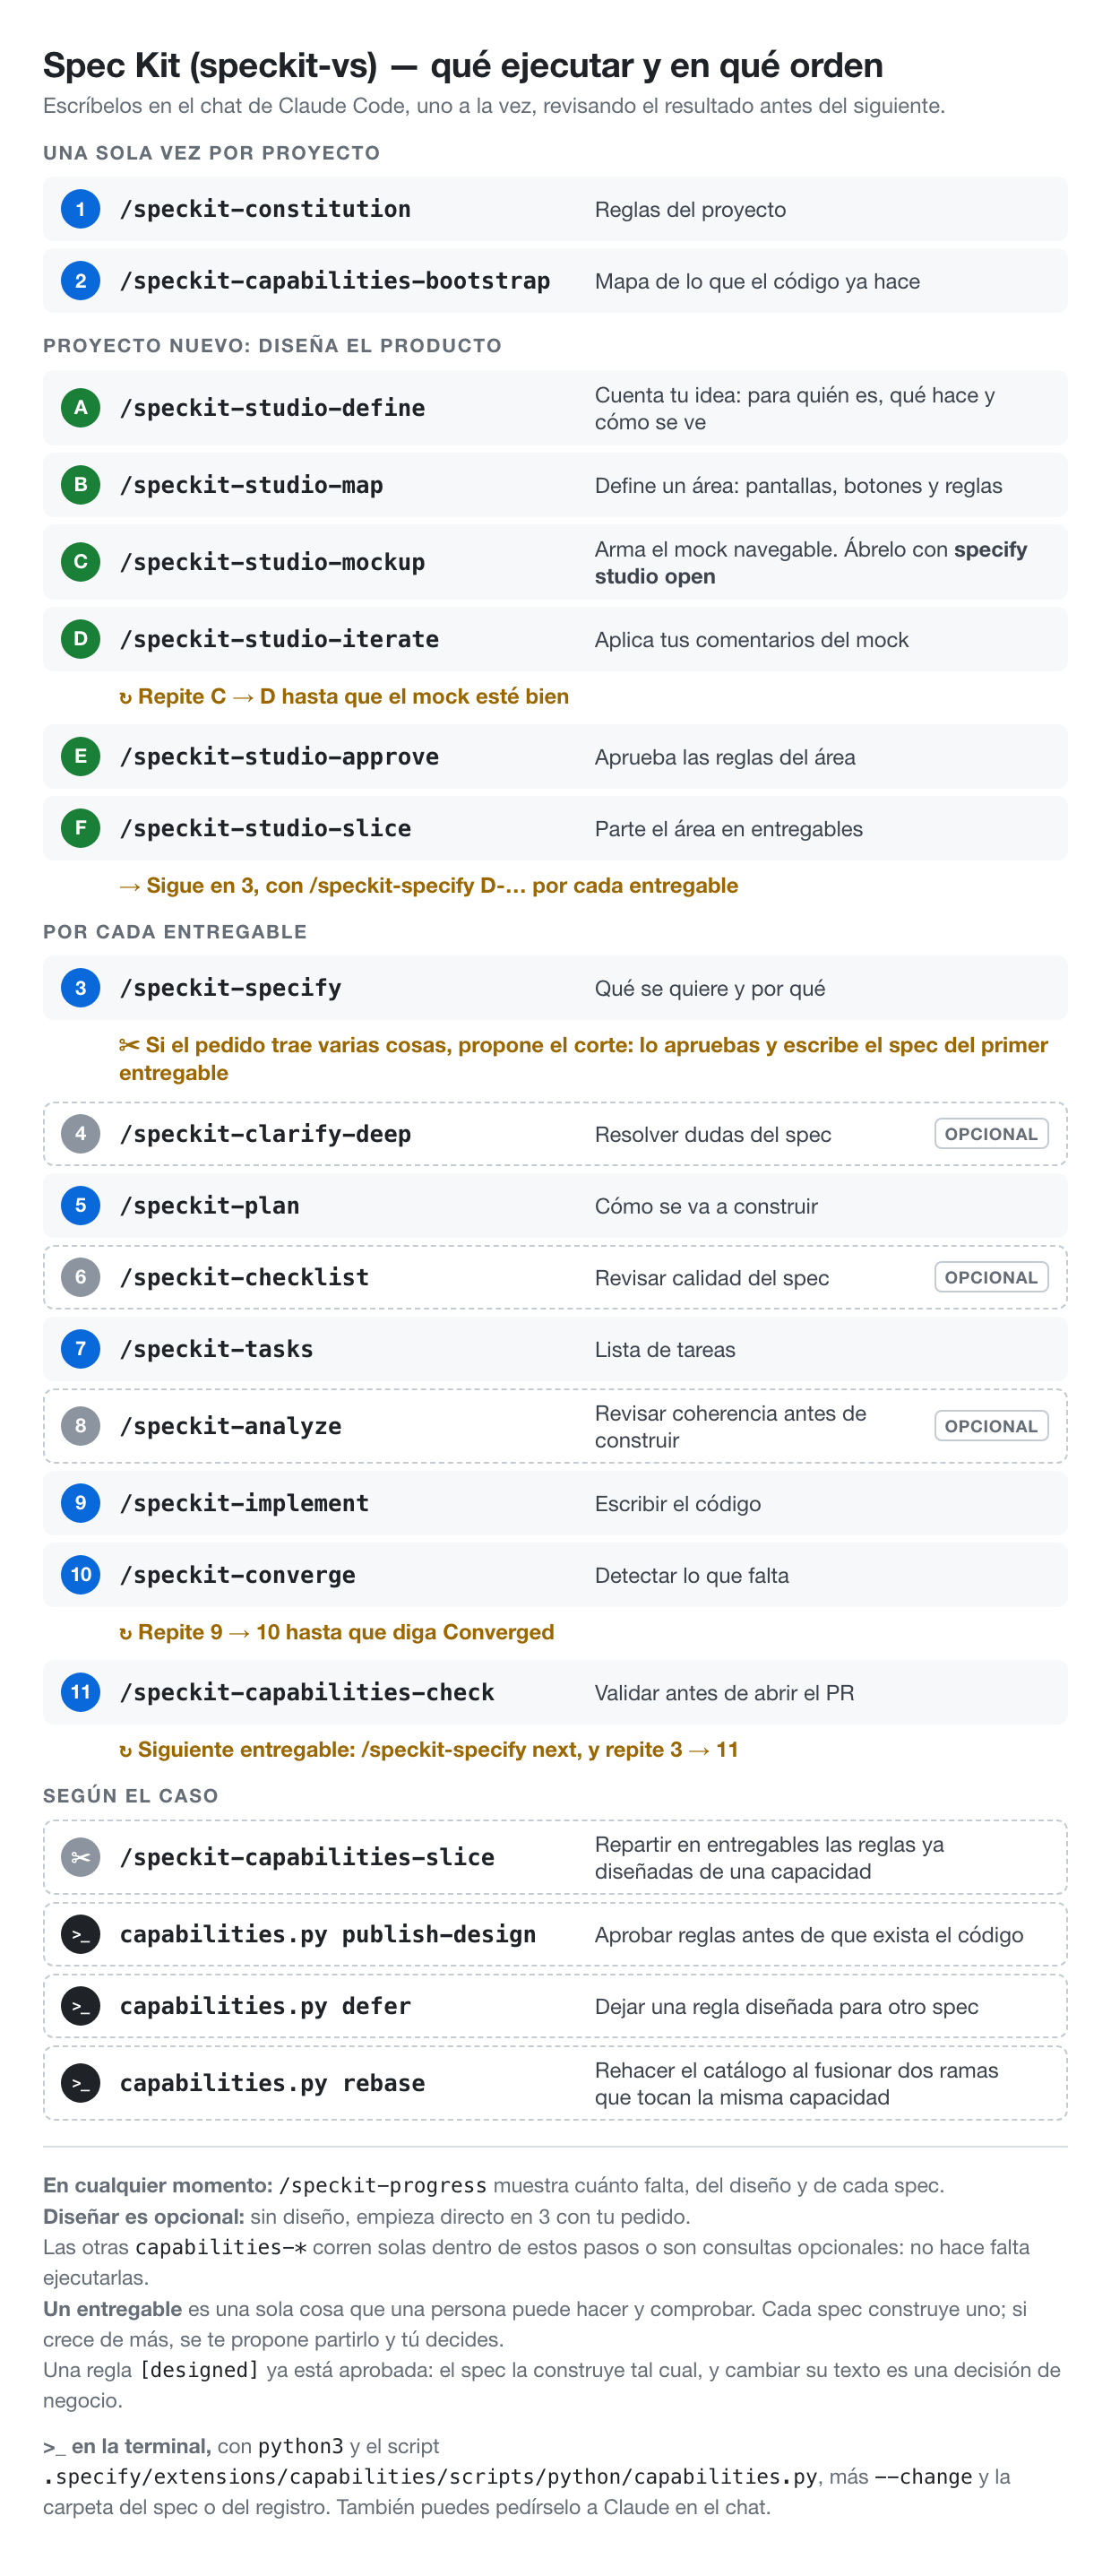 Spec Kit (speckit-vs) — qué ejecutar y en qué orden
Escríbelos en el chat de Claude Code, uno a la vez, revisando el resultado antes del siguiente.
UNA SOLA VEZ POR PROYECTO
1 /speckit-constitution Reglas del proyecto
2 /speckit-capabilities-bootstrap Mapa de lo que el código ya hace
PROYECTO NUEVO: DISEÑA EL PRODUCTO
A /speckit-studio-define Cuenta tu idea: para quién es, qué hace y
cómo se ve
B /speckit-studio-map Define un área: pantallas, botones y reglas
C /speckit-studio-mockup Arma el mock navegable. Ábrelo con specify
studio open
D /speckit-studio-iterate Aplica tus comentarios del mock
↻ Repite C → D hasta que el mock esté bien
E /speckit-studio-approve Aprueba las reglas del área
F /speckit-studio-slice Parte el área en entregables
→ Sigue en 3, con /speckit-specify D-… por cada entregable
POR CADA ENTREGABLE
3 /speckit-specify Qué se quiere y por qué
✂ Si el pedido trae varias cosas, propone el corte: lo apruebas y escribe el spec del primer
entregable
4 /speckit-clarify-deep Resolver dudas del spec OPCIONAL
5 /speckit-plan Cómo se va a construir
6 /speckit-checklist Revisar calidad del spec OPCIONAL
7 /speckit-tasks Lista de tareas
8 /speckit-analyze Revisar coherencia antes de
construir OPCIONAL
9 /speckit-implement Escribir el código
10 /speckit-converge Detectar lo que falta
↻ Repite 9 → 10 hasta que diga Converged
11 /speckit-capabilities-check Validar antes de abrir el PR
↻ Siguiente entregable: /speckit-specify next, y repite 3 → 11
SEGÚN EL CASO
✂ /speckit-capabilities-slice Repartir en entregables las reglas ya
diseñadas de una capacidad
>_ capabilities.py publish-design Aprobar reglas antes de que exista el código
>_ capabilities.py defer Dejar una regla diseñada para otro spec
>_ capabilities.py rebase Rehacer el catálogo al fusionar dos ramas
que tocan la misma capacidad
En cualquier momento: /speckit-progress muestra cuánto falta, del diseño y de cada spec.
Diseñar es opcional: sin diseño, empieza directo en 3 con tu pedido.
Las otras capabilities-* corren solas dentro de estos pasos o son consultas opcionales: no hace falta
ejecutarlas.
Un entregable es una sola cosa que una persona puede hacer y comprobar. Cada spec construye uno; si
crece de más, se te propone partirlo y tú decides.
Una regla [designed] ya está aprobada: el spec la construye tal cual, y cambiar su texto es una decisión de
negocio.
>_ en la terminal, con python3 y el script
.specify/extensions/capabilities/scripts/python/capabilities.py, más --change y la
carpeta del spec o del registro. También puedes pedírselo a Claude en el chat.